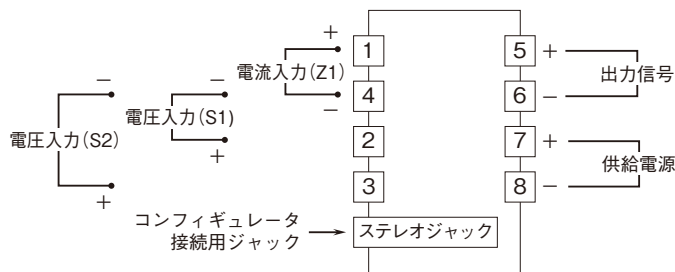 +
電流入力(Z1)
−
1
4
2
3
5
6
7
8
+
−
出力信号
+
−
供給電源
−
電圧入力(S1)
+
−
電圧入力(S2)
+
コンフィギュレータ
接続用ジャック
ステレオジャック